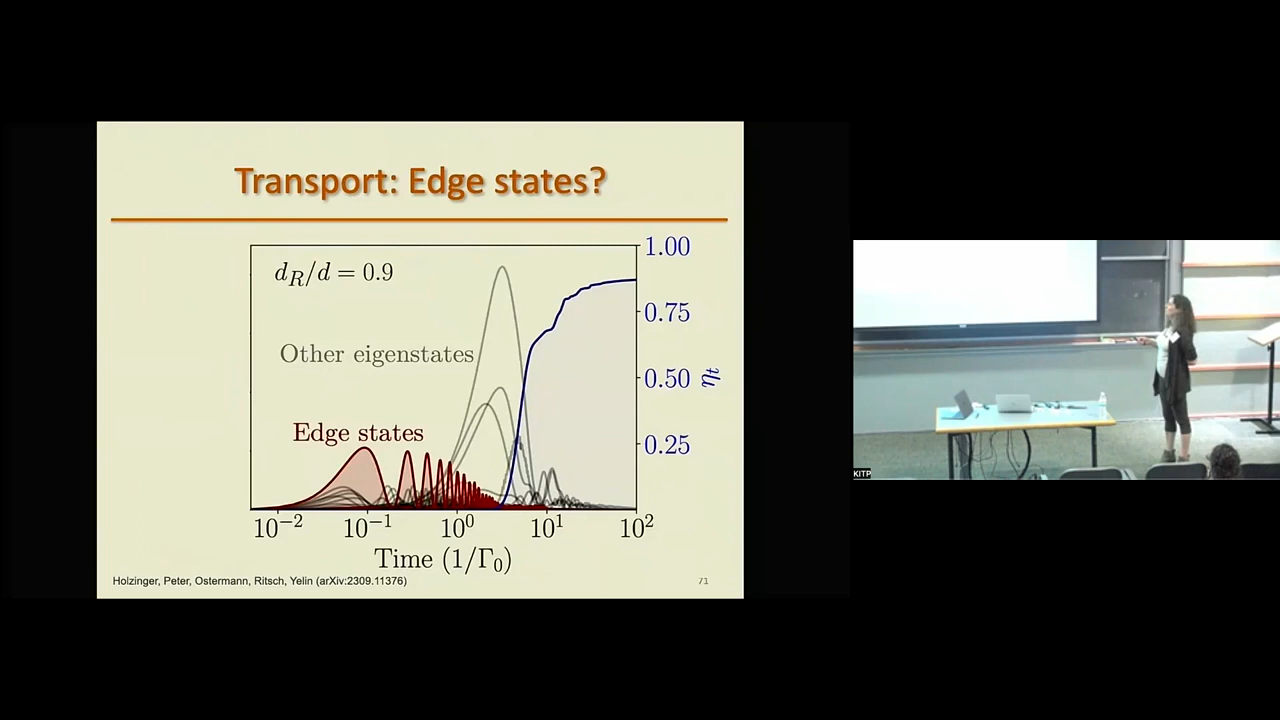 Transport: Edge states?
d_R/d = 0.9
Other eigenstates
Edge states
1.00
0.75
0.50
0.25
η_t
10^{-2} 10^{-1} 10^0 10^1 10^2
Time (1/Γ_0)
Holzinger, Peter, Ostermann, Ritsch, Yelin (arXiv:2309.11376)
71
KITP